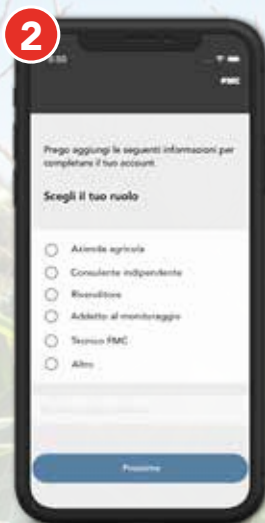 2
FMC
Prego aggiungi le seguenti informazioni per
completare il tuo account.
Scegli il tuo ruolo
Azienda agricola
Consulente indipendente
Rivenditore
Addetto al monitoraggio
Tecnico FMC
Altro
Prossimo